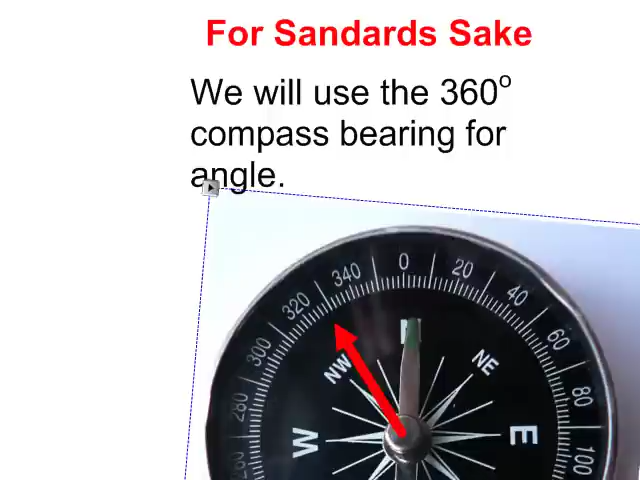 For Sandards Sake
We will use the 360º
compass bearing for
angle.
340 0 20
320 40
300 60
NW NE
280 80
W E
260 100